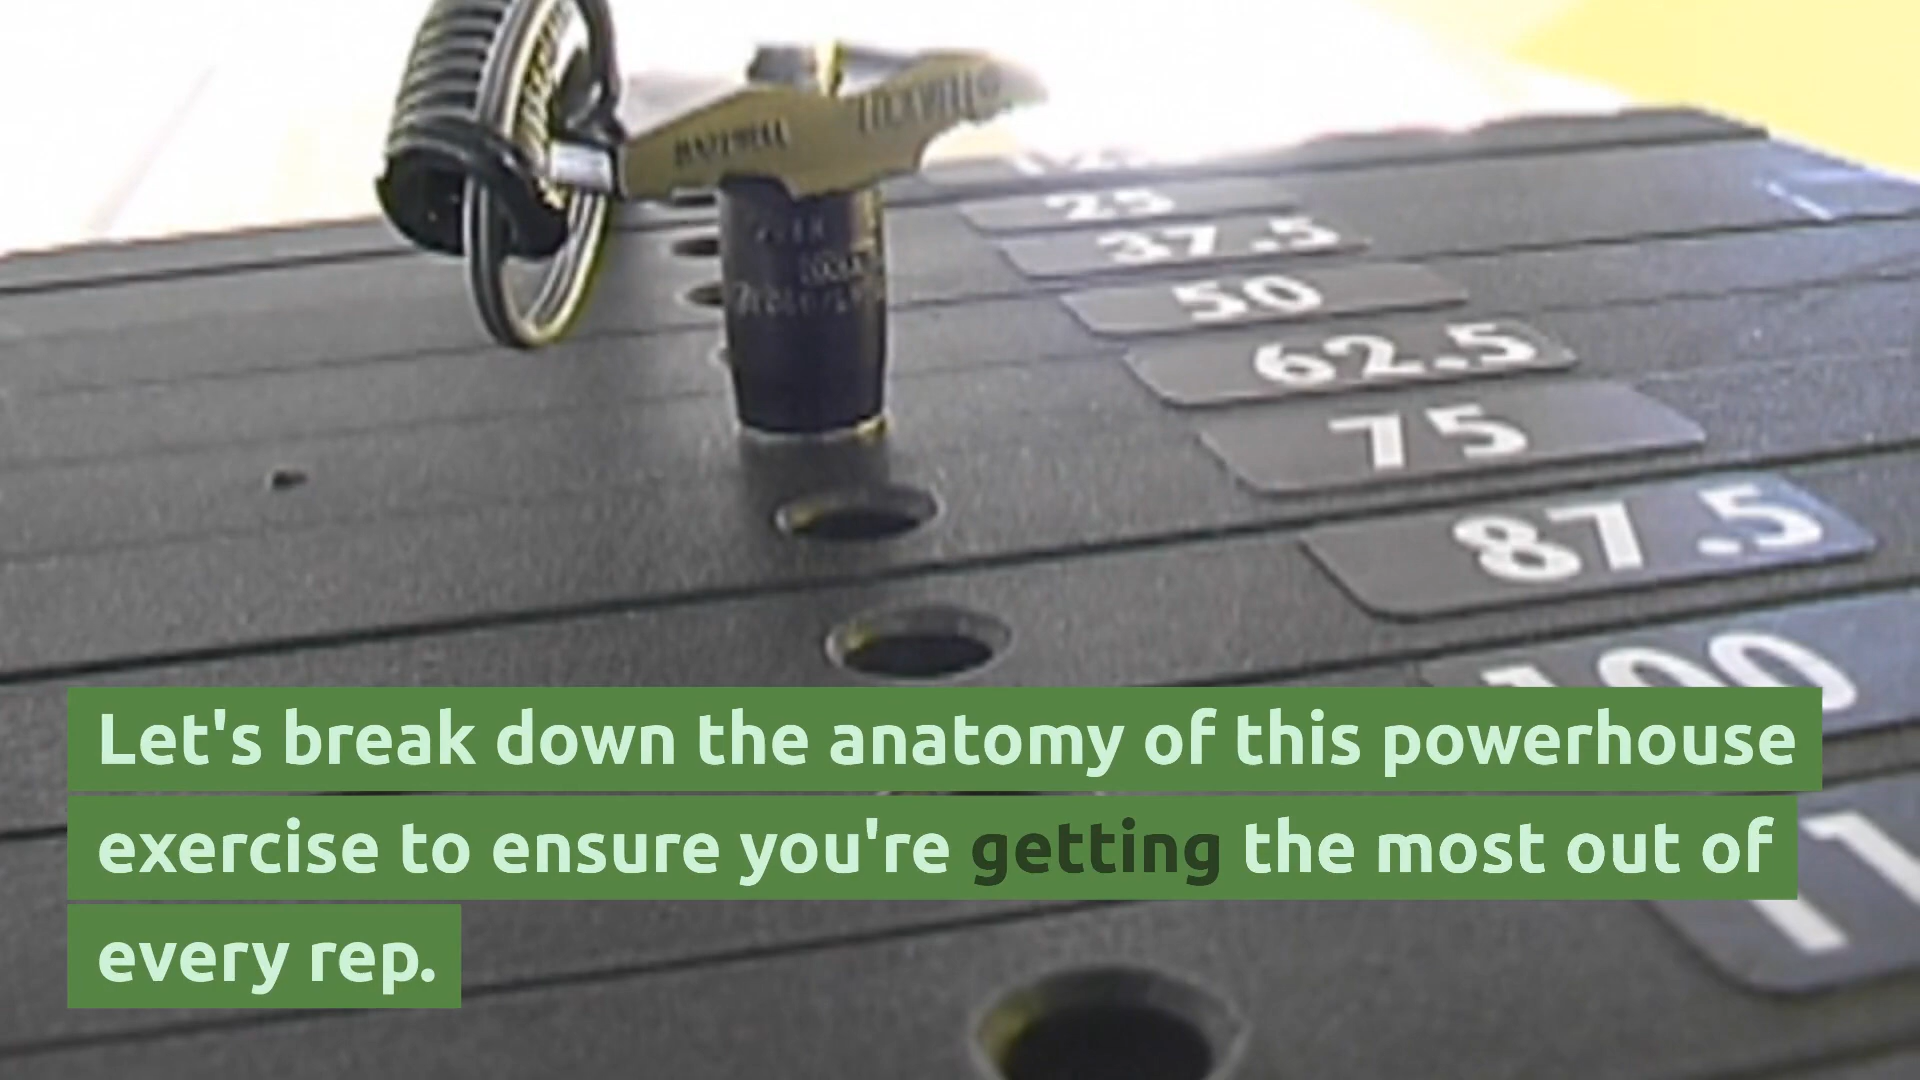 25
37.5
50
62.5
75
87.5
100
Let's break down the anatomy of this powerhouse
exercise to ensure you're getting the most out of
every rep.